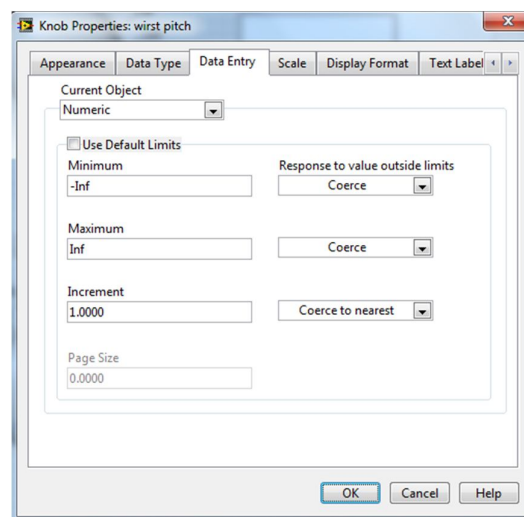 Knob Properties: wirst pitch
Appearance Data Type Data Entry Scale Display Format Text Label
Current Object
Numeric
Use Default Limits
Minimum Response to value outside limits
-Inf Coerce
Maximum
Inf Coerce
Increment
1.0000 Coerce to nearest
Page Size
0.0000
OK Cancel Help